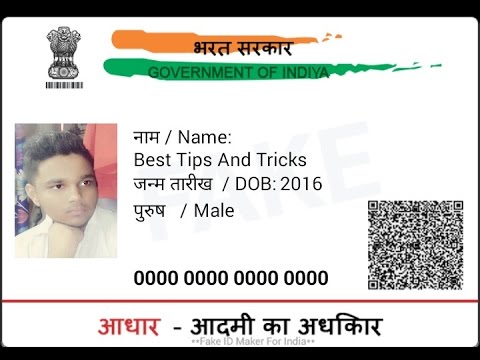 भरत सरकार
GOVERNMENT OF INDIYA
नाम / Name:
Best Tips And Tricks
जन्म तारीख / DOB: 2016
पुरुष / Male
FAKE
0000 0000 0000 0000
आधार - आदमी का अधकिार
**Fake ID Maker For India**